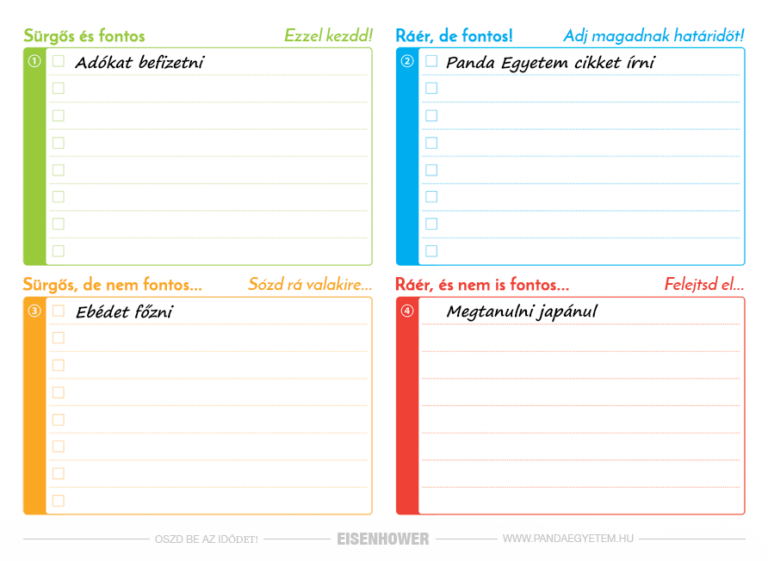 Sürgős és fontos Ezzel kezdd!
① Adókat befizetni
Ráér, de fontos! Adj magadnak határidőt!
② Panda Egyetem cikket írni
Sürgős, de nem fontos... Sózd rá valakire...
③ Ebédet főzni
Ráér, és nem is fontos... Felejtsd el...
④ Megtanulni japánul
OSZD BE AZ IDŐDET! EISENHOWER WWW.PANDAEGYETEM.HU